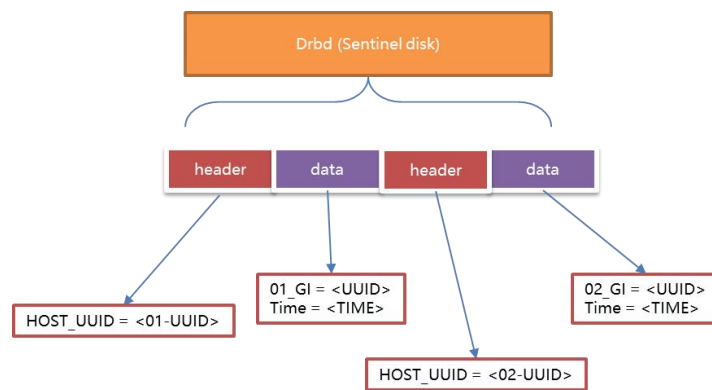 Drbd (Sentinel disk)
header
data
header
data
01_GI = <UUID>
Time = <TIME>
02_GI = <UUID>
Time = <TIME>
HOST_UUID = <01-UUID>
HOST_UUID = <02-UUID>